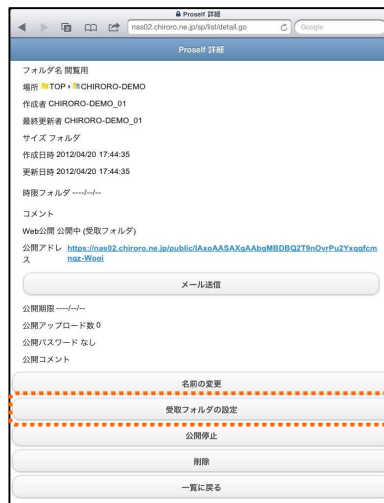 Proself 詳細
nas02.chiroro.ne.jp/sp/list/detail.go
Google
Proself 詳細
フォルダ名 閲覧用
場所 TOP CHIRORO-DEMO
作成者 CHIRORO-DEMO_01
最終更新者 CHIRORO-DEMO_01
サイズ フォルダ
作成日時 2012/04/20 17:44:35
更新日時 2012/04/20 17:44:35
時限フォルダ ----/--/--
コメント
Web公開 公開中 (受取フォルダ)
公開アドレス
https://nas02.chiroro.ne.jp/public/
メール送信
公開期限 ----/--/--
公開アップロード数 0
公開パスワード なし
公開コメント
名前の変更
受取フォルダの設定
公開停止
削除
一覧に戻る